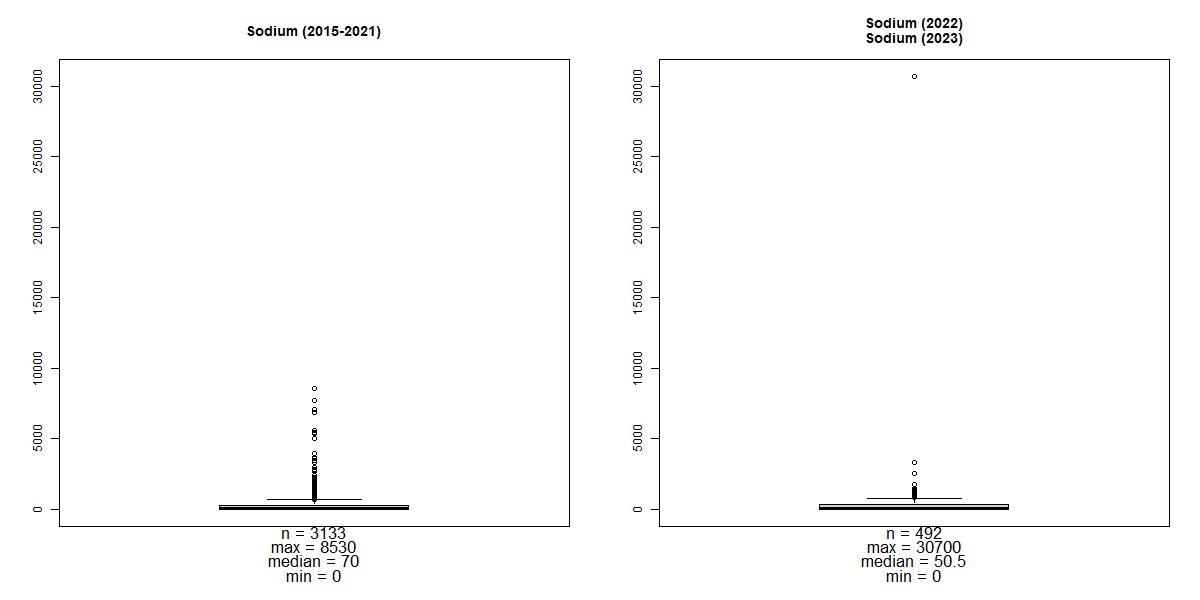 Sodium (2015-2021)
30000
25000
20000
15000
10000
5000
0
n = 3133
max = 8530
median = 70
min = 0
Sodium (2022)
Sodium (2023)
30000
25000
20000
15000
10000
5000
0
n = 492
max = 30700
median = 50.5
min = 0